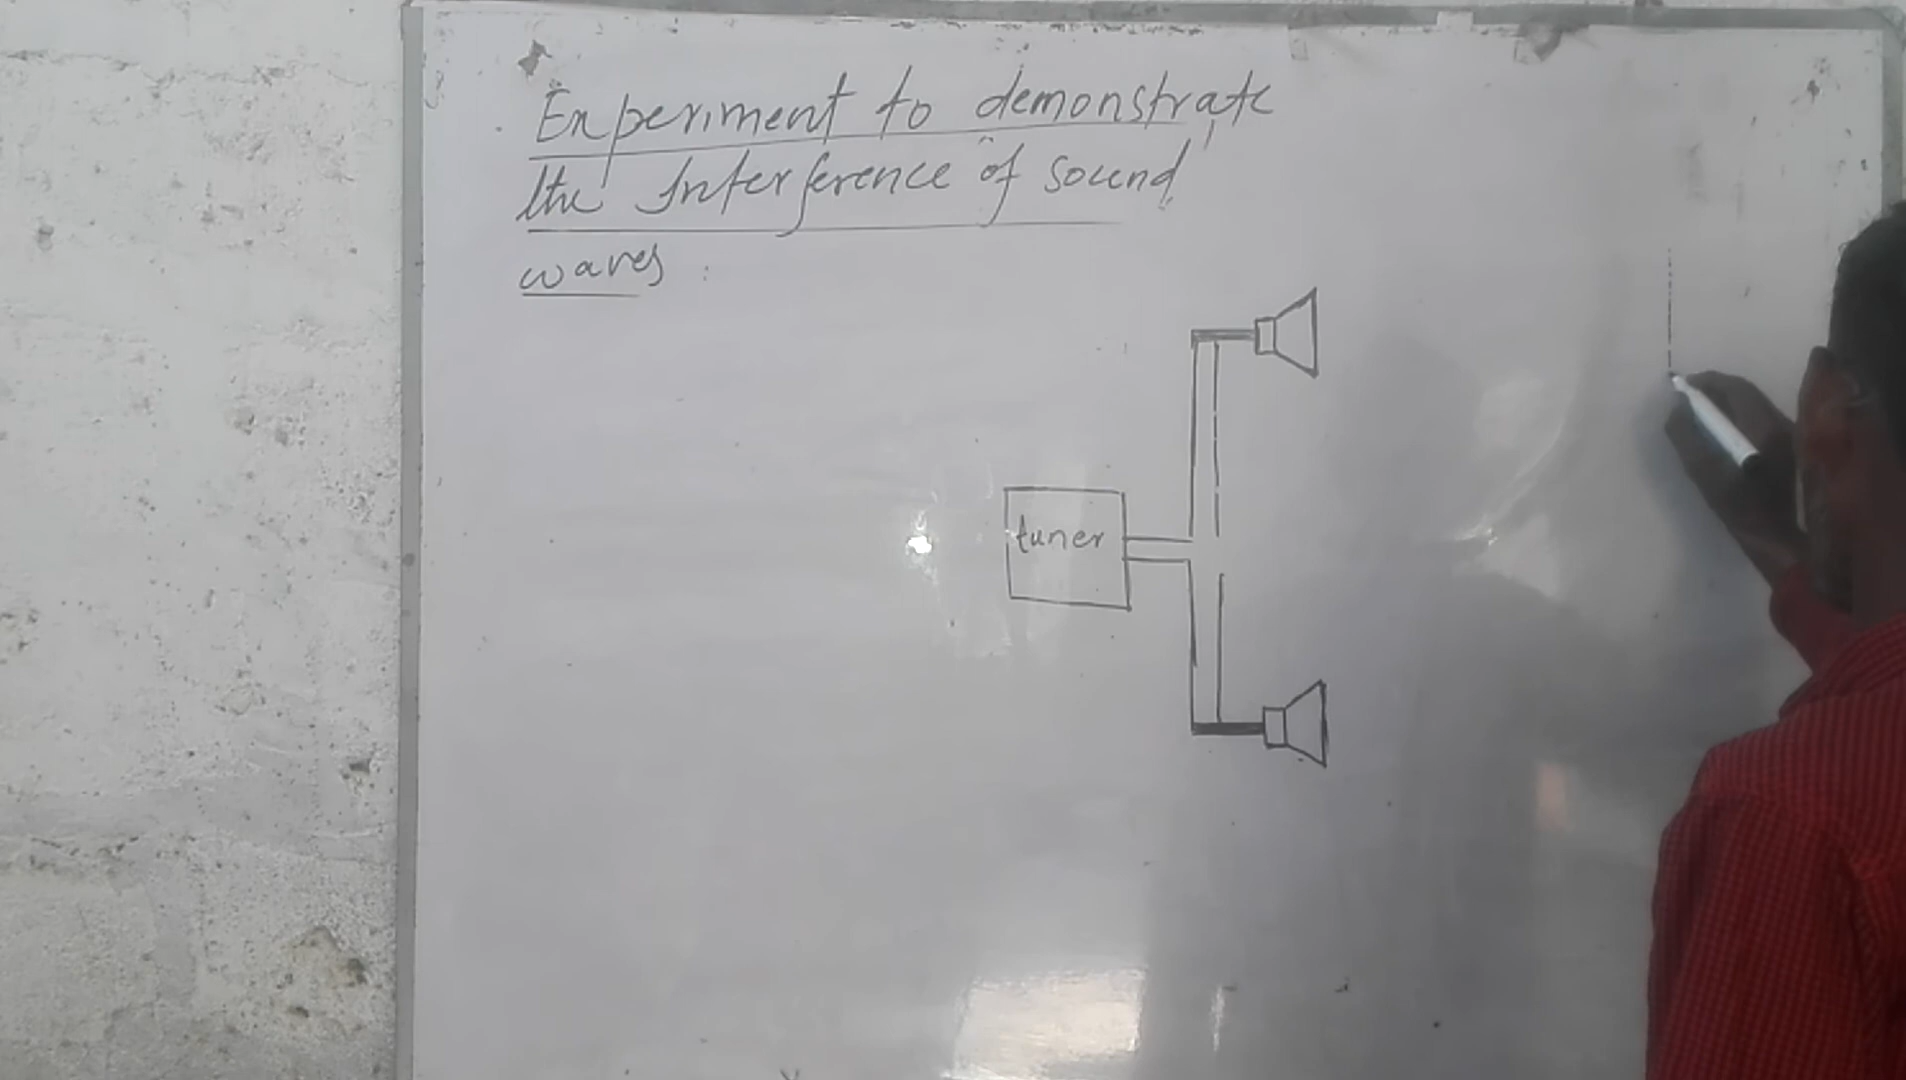 Experiment to demonstrate
the Interference of sound
waves :
tuner